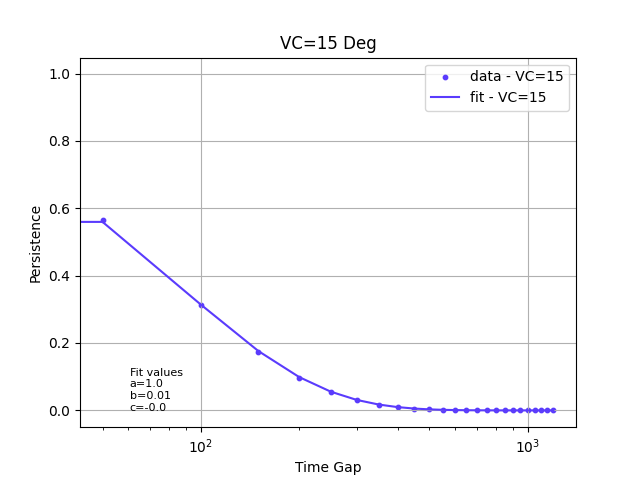 VC=15 Deg
data - VC=15
fit - VC=15
1.0
0.8
0.6
0.4
0.2
0.0
Persistence
Fit values
a=1.0
b=0.01
c=-0.0
10²
10³
Time Gap